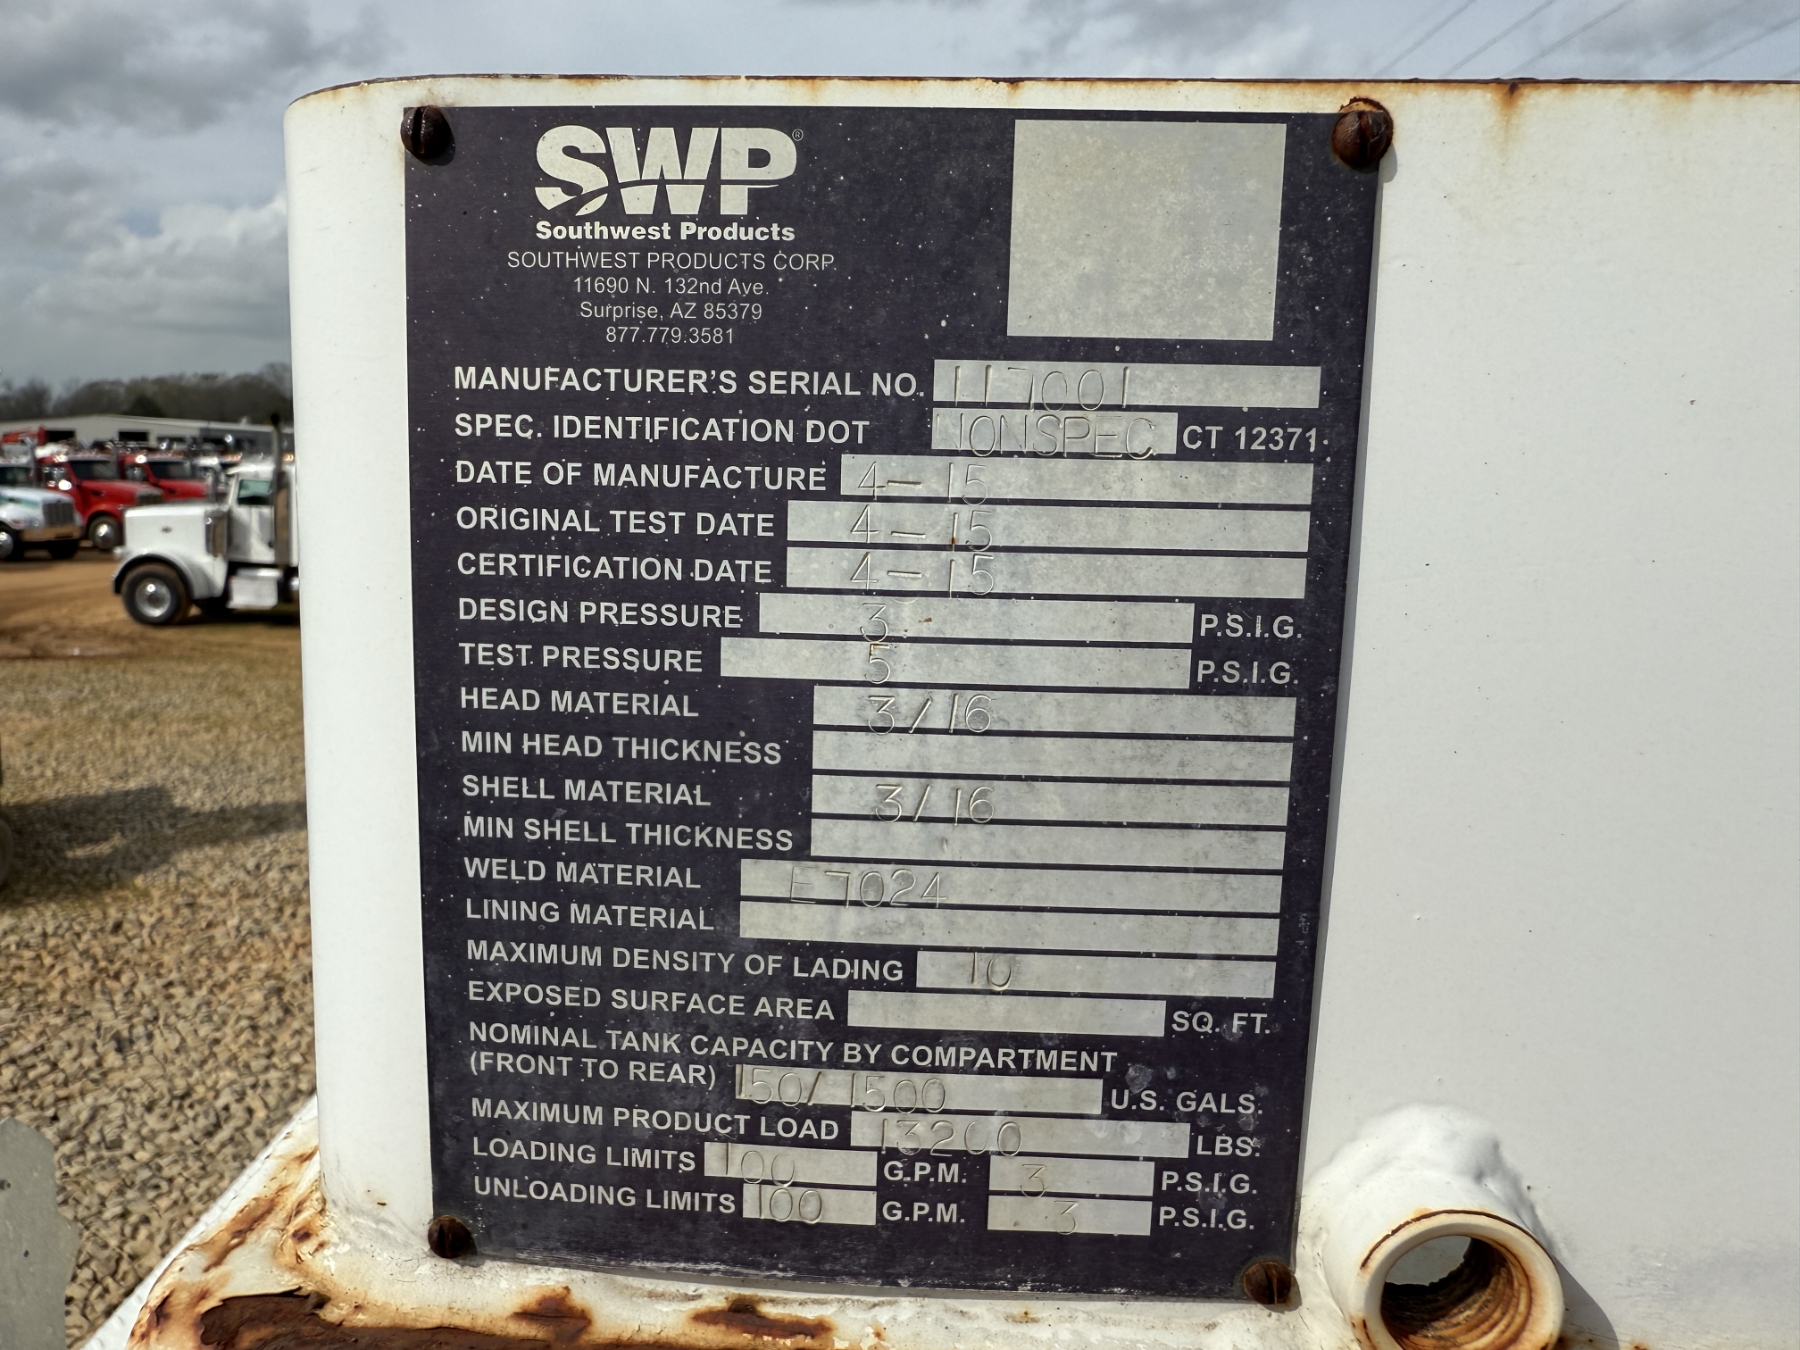 SWP®
Southwest Products
SOUTHWEST PRODUCTS CORP.
11690 N. 132nd Ave.
Surprise, AZ 85379
877.779.3581
MANUFACTURER'S SERIAL NO. 117001
SPEC. IDENTIFICATION DOT NONSPEC CT 12371
DATE OF MANUFACTURE 4-15
ORIGINAL TEST DATE 4-15
CERTIFICATION DATE 4-15
DESIGN PRESSURE 3 P.S.I.G.
TEST PRESSURE 5 P.S.I.G.
HEAD MATERIAL 3/16
MIN HEAD THICKNESS
SHELL MATERIAL 3/16
MIN SHELL THICKNESS
WELD MATERIAL E7024
LINING MATERIAL
MAXIMUM DENSITY OF LADING 10
EXPOSED SURFACE AREA SQ. FT.
NOMINAL TANK CAPACITY BY COMPARTMENT
(FRONT TO REAR) 150/1500 U.S. GALS.
MAXIMUM PRODUCT LOAD 13200 LBS.
LOADING LIMITS 100 G.P.M. 3 P.S.I.G.
UNLOADING LIMITS 100 G.P.M. 3 P.S.I.G.